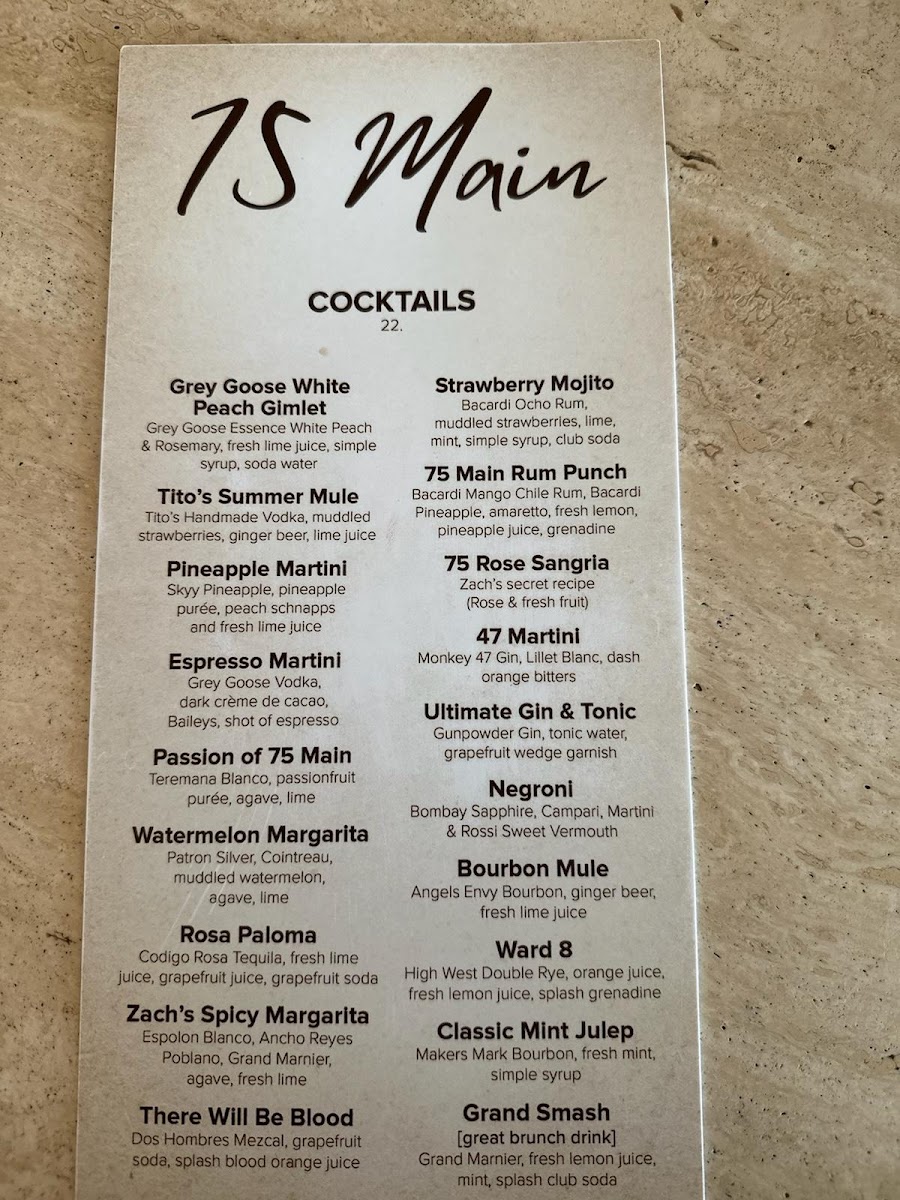 75 Main
COCKTAILS
22.
Grey Goose White
Peach Gimlet
Grey Goose Essence White Peach
& Rosemary, fresh lime juice, simple
syrup, soda water
Tito's Summer Mule
Tito's Handmade Vodka, muddled
strawberries, ginger beer, lime juice
Pineapple Martini
Skyy Pineapple, pineapple
purée, peach schnapps
and fresh lime juice
Espresso Martini
Grey Goose Vodka,
dark crème de cacao,
Baileys, shot of espresso
Passion of 75 Main
Teremana Blanco, passionfruit
purée, agave, lime
Watermelon Margarita
Patron Silver, Cointreau,
muddled watermelon,
agave, lime
Rosa Paloma
Codigo Rosa Tequila, fresh lime
juice, grapefruit juice, grapefruit soda
Zach's Spicy Margarita
Espolon Blanco, Ancho Reyes
Poblano, Grand Marnier,
agave, fresh lime
There Will Be Blood
Dos Hombres Mezcal, grapefruit
soda, splash blood orange juice
Strawberry Mojito
Bacardi Ocho Rum,
muddled strawberries, lime,
mint, simple syrup, club soda
75 Main Rum Punch
Bacardi Mango Chile Rum, Bacardi
Pineapple, amaretto, fresh lemon,
pineapple juice, grenadine
75 Rose Sangria
Zach's secret recipe
(Rose & fresh fruit)
47 Martini
Monkey 47 Gin, Lillet Blanc, dash
orange bitters
Ultimate Gin & Tonic
Gunpowder Gin, tonic water,
grapefruit wedge garnish
Negroni
Bombay Sapphire, Campari, Martini
& Rossi Sweet Vermouth
Bourbon Mule
Angels Envy Bourbon, ginger beer,
fresh lime juice
Ward 8
High West Double Rye, orange juice,
fresh lemon juice, splash grenadine
Classic Mint Julep
Makers Mark Bourbon, fresh mint,
simple syrup
Grand Smash
[great brunch drink]
Grand Marnier, fresh lemon juice,
mint, splash club soda